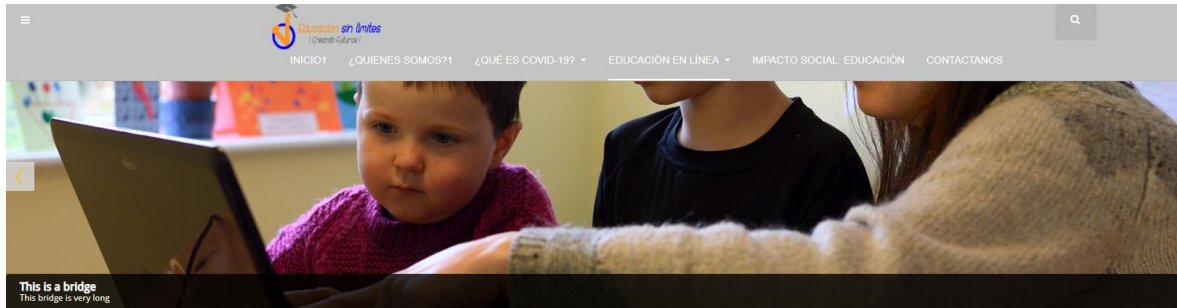 Educacion sin límites
! Creando Futuros !
INICIO1 ¿QUIENES SOMOS?1 ¿QUÉ ES COVID-19? EDUCACIÓN EN LÍNEA IMPACTO SOCIAL: EDUCACIÓN CONTACTANOS
This is a bridge
This bridge is very long